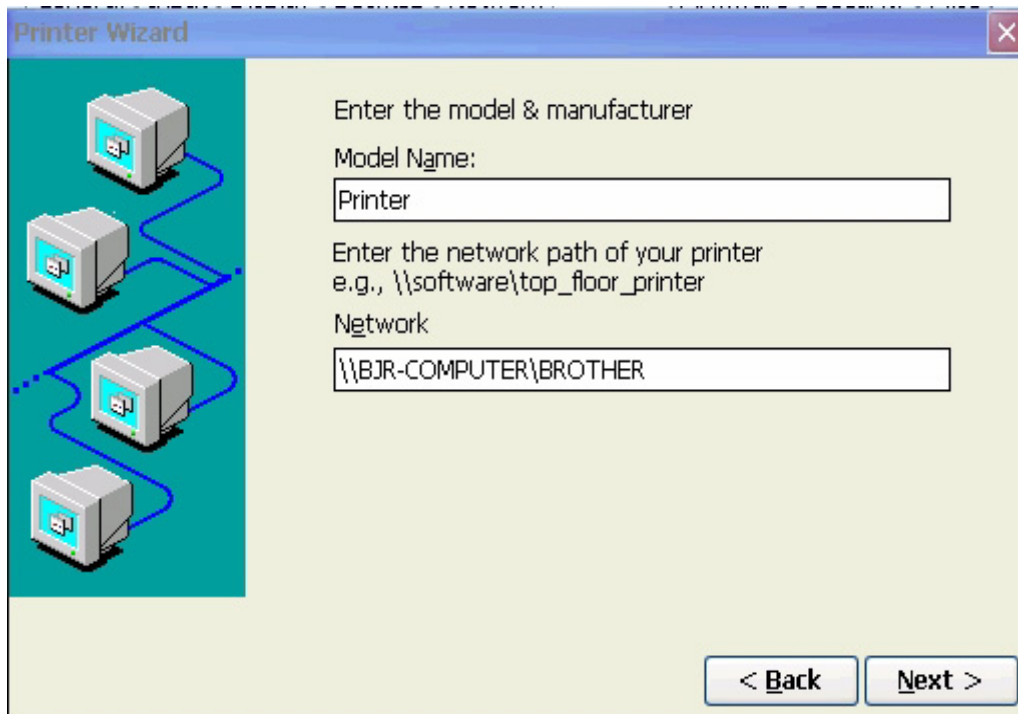 Printer Wizard
Enter the model & manufacturer
Model Name:
Printer
Enter the network path of your printer
e.g., \\software\top_floor_printer
Network
\\BJR-COMPUTER\BROTHER
< Back
Next >